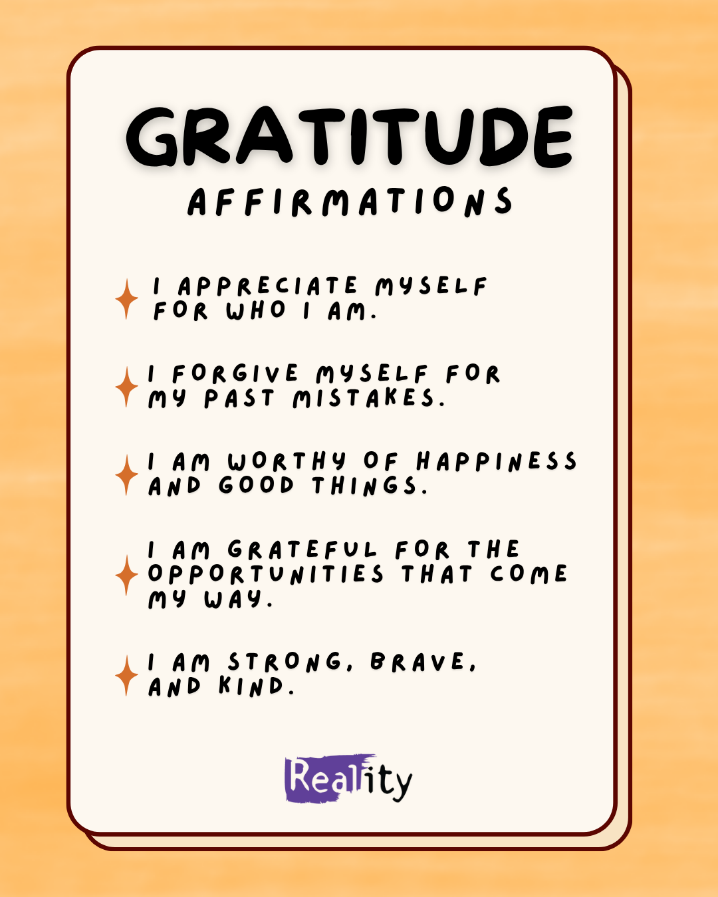 GRATITUDE
AFFIRMATIONS
I APPRECIATE MYSELF
FOR WHO I AM.
I FORGIVE MYSELF FOR
MY PAST MISTAKES.
I AM WORTHY OF HAPPINESS
AND GOOD THINGS.
I AM GRATEFUL FOR THE
OPPORTUNITIES THAT COME
MY WAY.
I AM STRONG, BRAVE,
AND KIND.
Reality